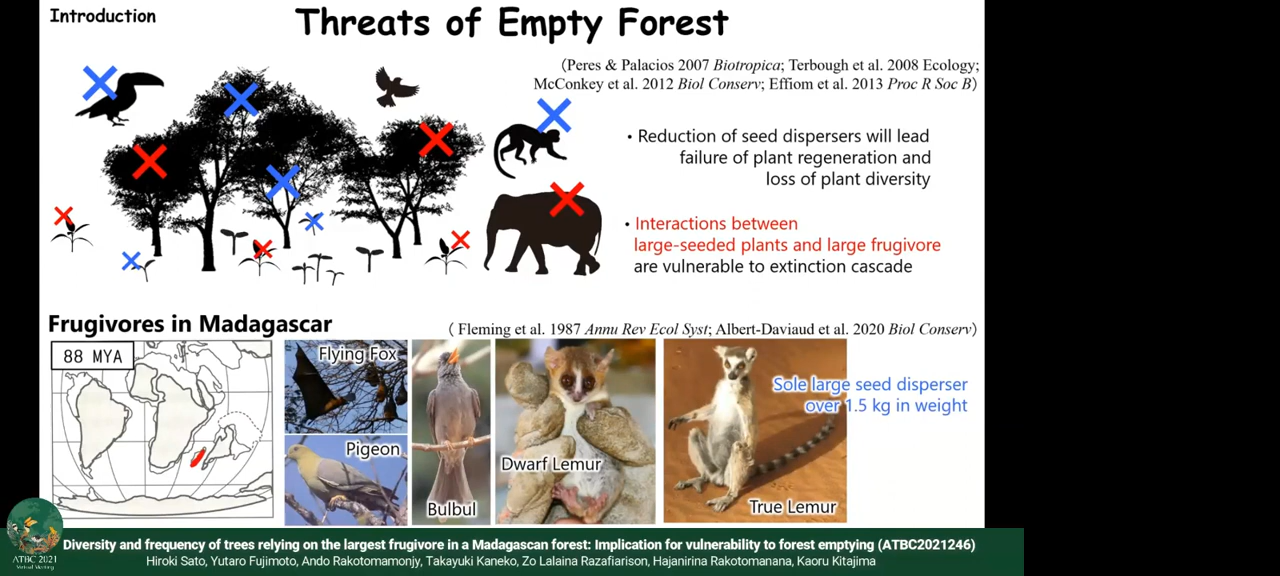 Introduction
Threats of Empty Forest
(Peres & Palacios 2007 Biotropica; Terbough et al. 2008 Ecology;
McConkey et al. 2012 Biol Conserv; Effiom et al. 2013 Proc R Soc B)
・Reduction of seed dispersers will lead
failure of plant regeneration and
loss of plant diversity
・Interactions between
large-seeded plants and large frugivore
are vulnerable to extinction cascade
Frugivores in Madagascar
( Fleming et al. 1987 Annu Rev Ecol Syst; Albert-Daviaud et al. 2020 Biol Conserv)
88 MYA
Flying Fox
Pigeon
Bulbul
Dwarf Lemur
Sole large seed disperser
over 1.5 kg in weight
True Lemur
ATBC 2021
Virtual Meeting
Diversity and frequency of trees relying on the largest frugivore in a Madagascan forest: Implication for vulnerability to forest emptying (ATBC2021246)
Hiroki Sato, Yutaro Fujimoto, Ando Rakotomamonjy, Takayuki Kaneko, Zo Lalaina Razafiarison, Hajanirina Rakotomanana, Kaoru Kitajima